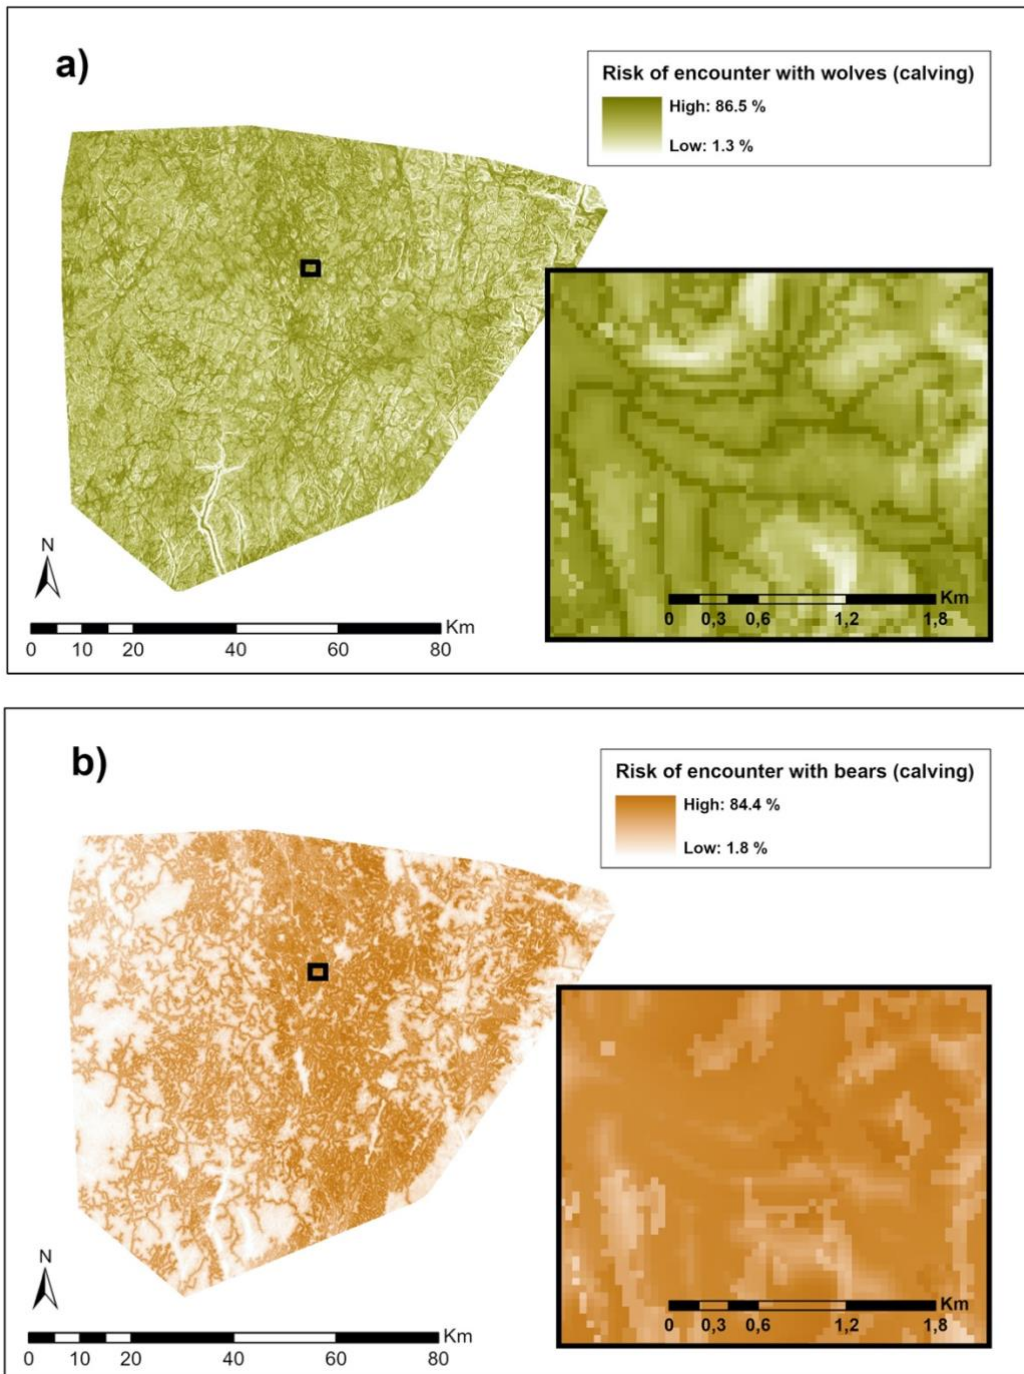 a)
Risk of encounter with wolves (calving)
High: 86.5 %
Low: 1.3 %
N
Km
0 10 20 40 60 80
Km
0 0,3 0,6 1,2 1,8
b)
Risk of encounter with bears (calving)
High: 84.4 %
Low: 1.8 %
N
Km
0 10 20 40 60 80
Km
0 0,3 0,6 1,2 1,8